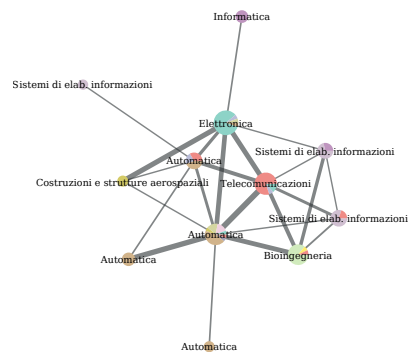 Informatica
Sistemi di elab. informazioni
Elettronica
Sistemi di elab. informazioni
Automatica
Costruzioni e strutture aerospaziali
Telecomunicazioni
Sistemi di elab. informazioni
Automatica
Bioingegneria
Automatica
Automatica